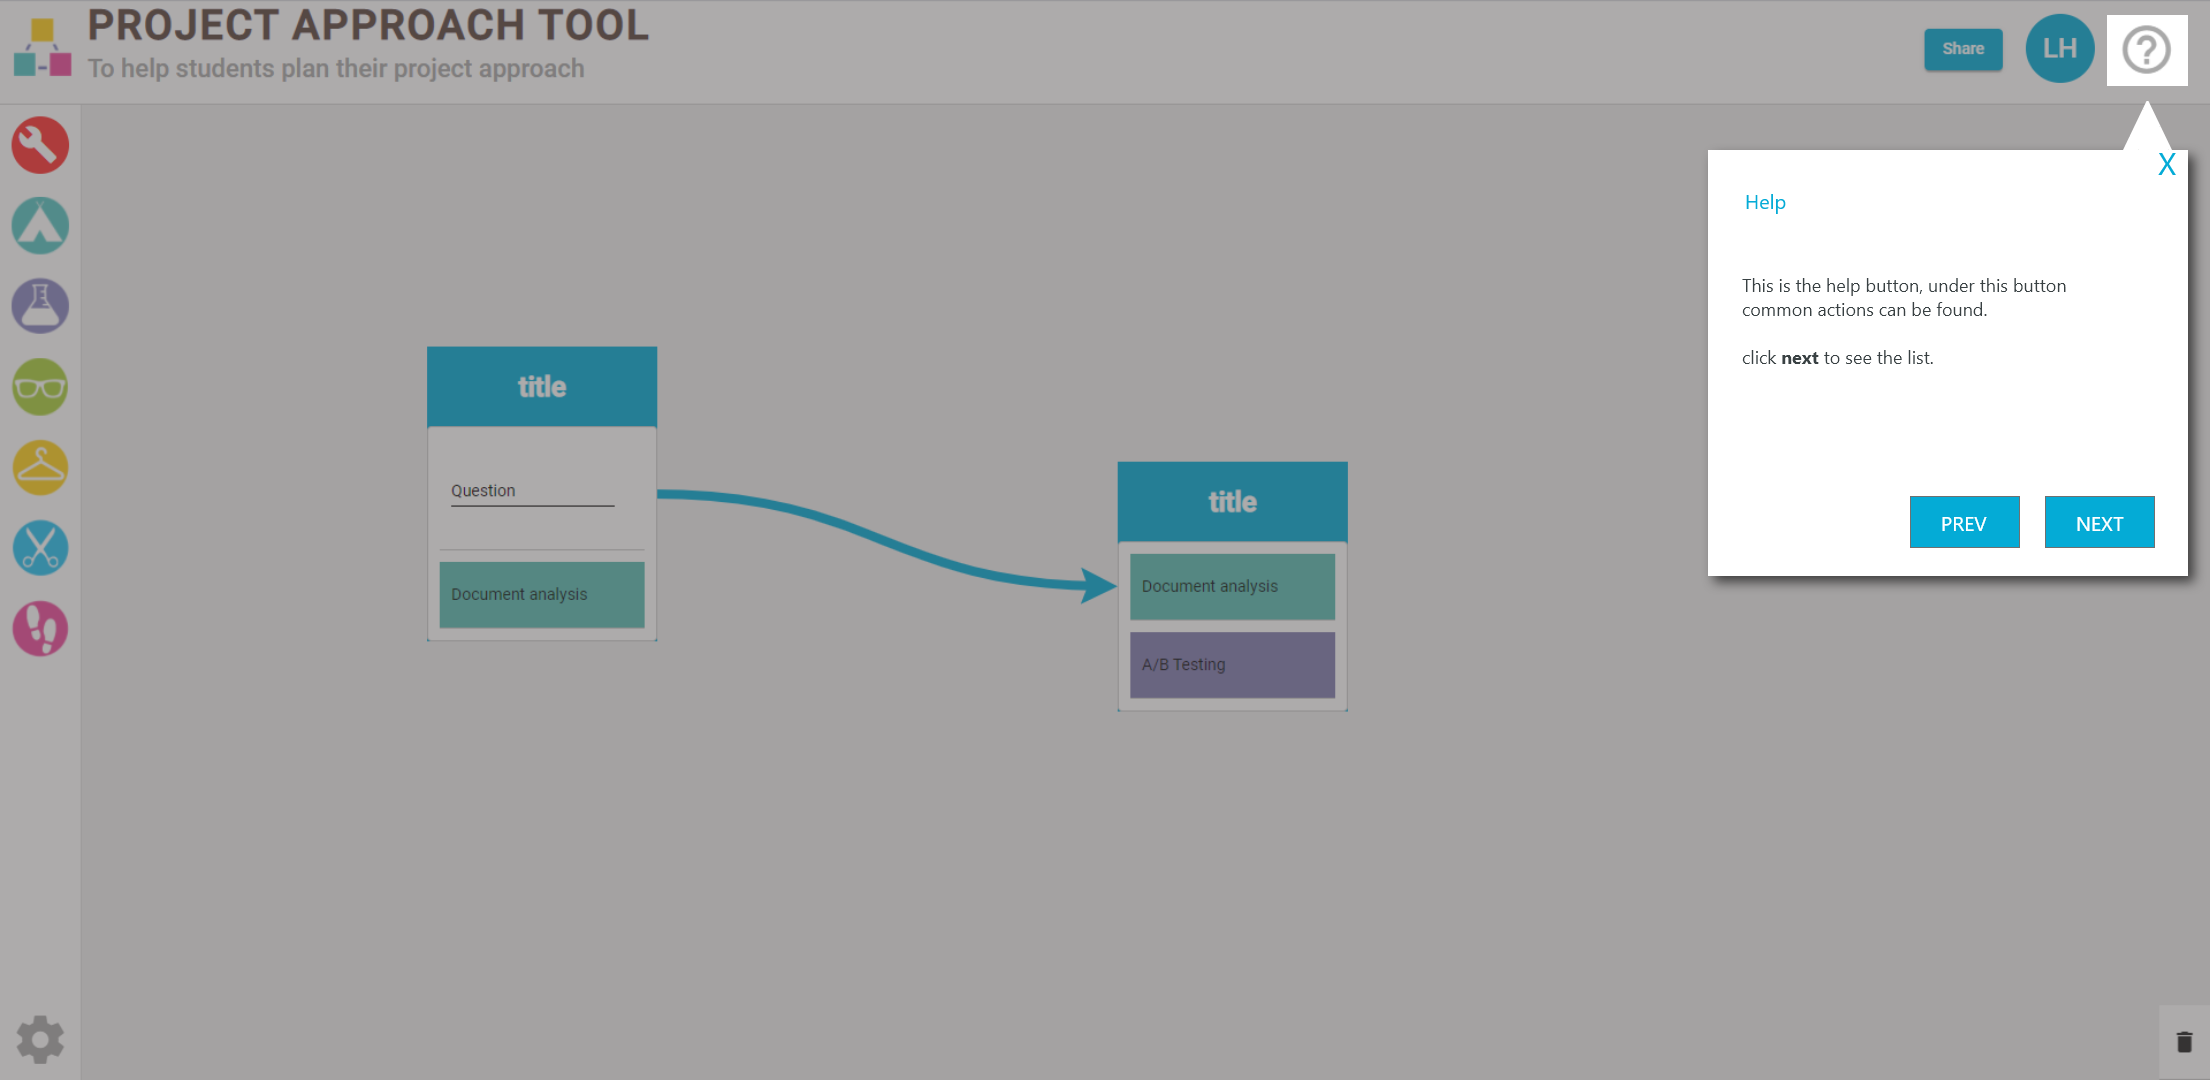 PROJECT APPROACH TOOL
To help students plan their project approach
Share
LH
?
X
Help
This is the help button, under this button
common actions can be found.
click next to see the list.
PREV
NEXT
title
Question
Document analysis
title
Document analysis
A/B Testing